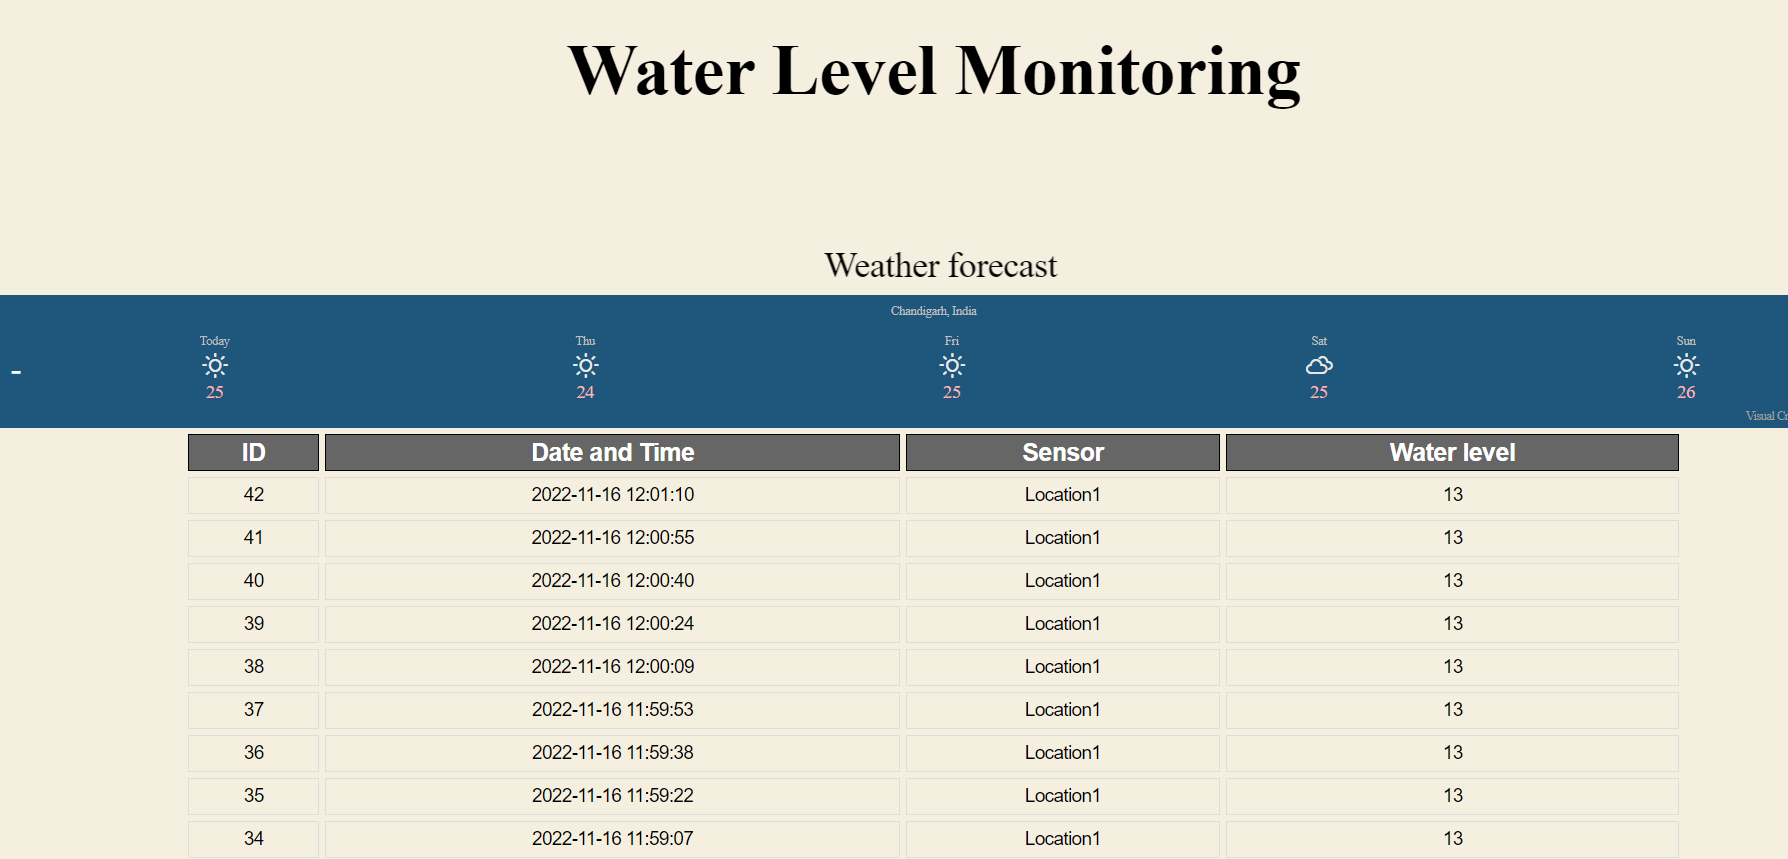 Water Level Monitoring
Weather forecast
Chandigarh, India
Today Thu Fri Sat Sun
-
25 24 25 25 26
Visual Cr
ID Date and Time Sensor Water level
42 2022-11-16 12:01:10 Location1 13
41 2022-11-16 12:00:55 Location1 13
40 2022-11-16 12:00:40 Location1 13
39 2022-11-16 12:00:24 Location1 13
38 2022-11-16 12:00:09 Location1 13
37 2022-11-16 11:59:53 Location1 13
36 2022-11-16 11:59:38 Location1 13
35 2022-11-16 11:59:22 Location1 13
34 2022-11-16 11:59:07 Location1 13